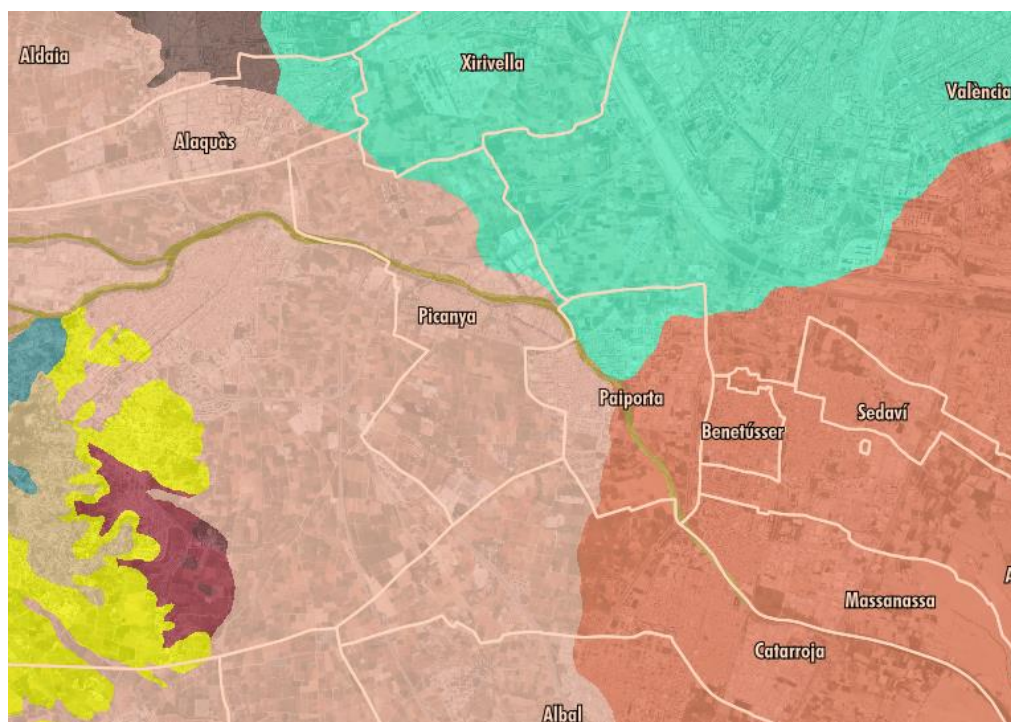 Aldaia
Xirivella
València
Alaquàs
Picanya
Paiporta
Benetússer
Sedaví
A
Massanassa
Catarroja
Albal